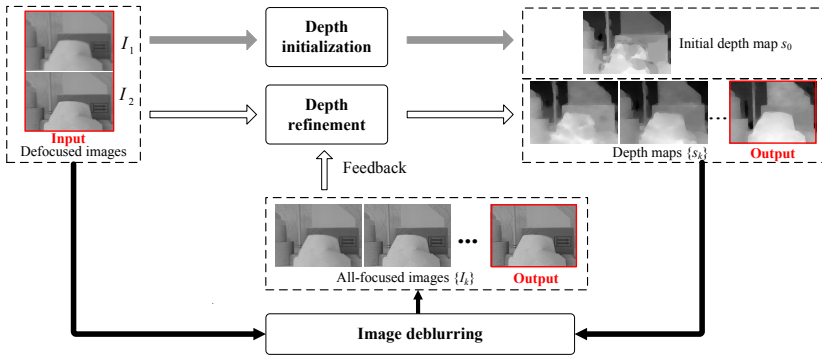 I₁
I₂
Input
Defocused images
Depth
initialization
Depth
refinement
Feedback
Initial depth map s₀
Depth maps {sₖ}
Output
All-focused images {Iₖ}
Output
Image deblurring